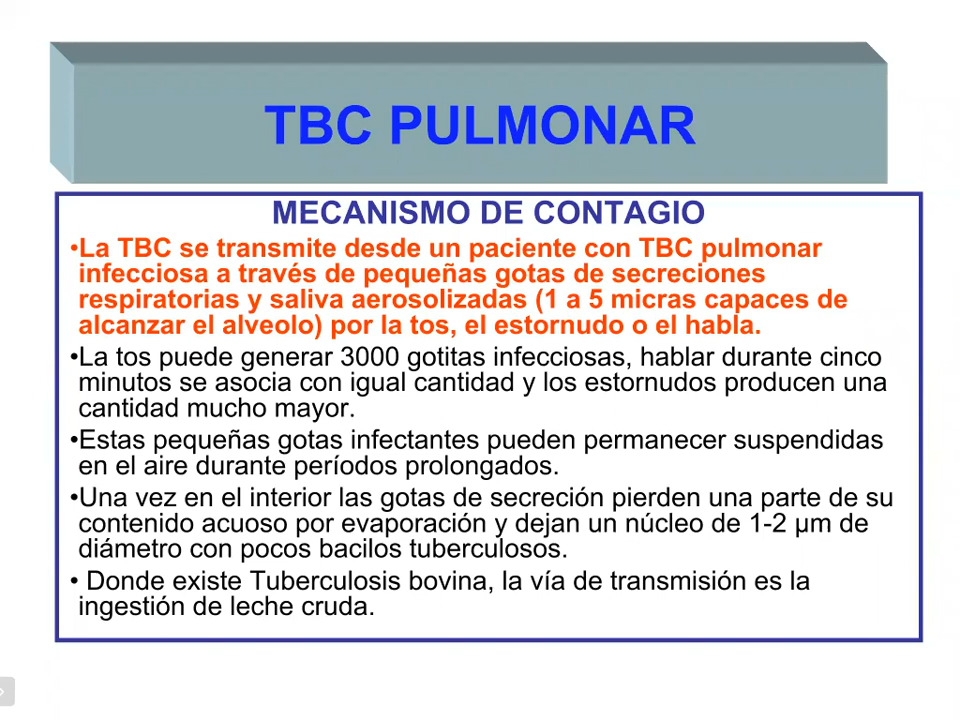 TBC PULMONAR
MECANISMO DE CONTAGIO
•La TBC se transmite desde un paciente con TBC pulmonar
infecciosa a través de pequeñas gotas de secreciones
respiratorias y saliva aerosolizadas (1 a 5 micras capaces de
alcanzar el alveolo) por la tos, el estornudo o el habla.
•La tos puede generar 3000 gotitas infecciosas, hablar durante cinco
minutos se asocia con igual cantidad y los estornudos producen una
cantidad mucho mayor.
•Estas pequeñas gotas infectantes pueden permanecer suspendidas
en el aire durante períodos prolongados.
•Una vez en el interior las gotas de secreción pierden una parte de su
contenido acuoso por evaporación y dejan un núcleo de 1-2 µm de
diámetro con pocos bacilos tuberculosos.
• Donde existe Tuberculosis bovina, la vía de transmisión es la
ingestión de leche cruda.